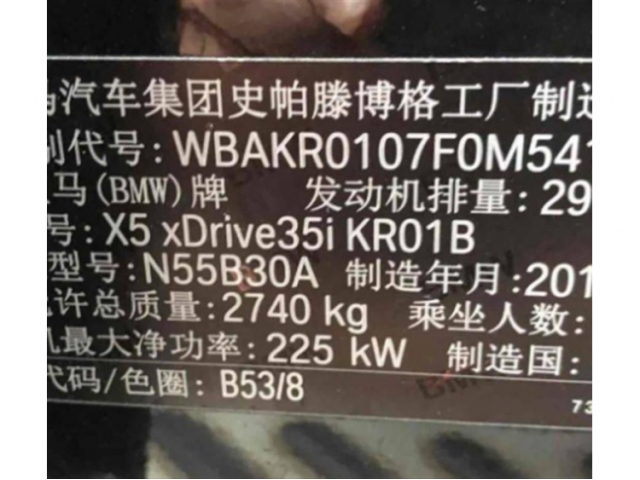 汽车集团史帕滕博格工厂制造
代号: WBAKR0107F0M541
马(BMW)牌 发动机排量: 29
号: X5 xDrive35i KR01B
型号: N55B30A 制造年月: 201
许总质量: 2740 kg 乘坐人数:
机最大净功率: 225 kW 制造国:
代码/色圈: B53/8
73